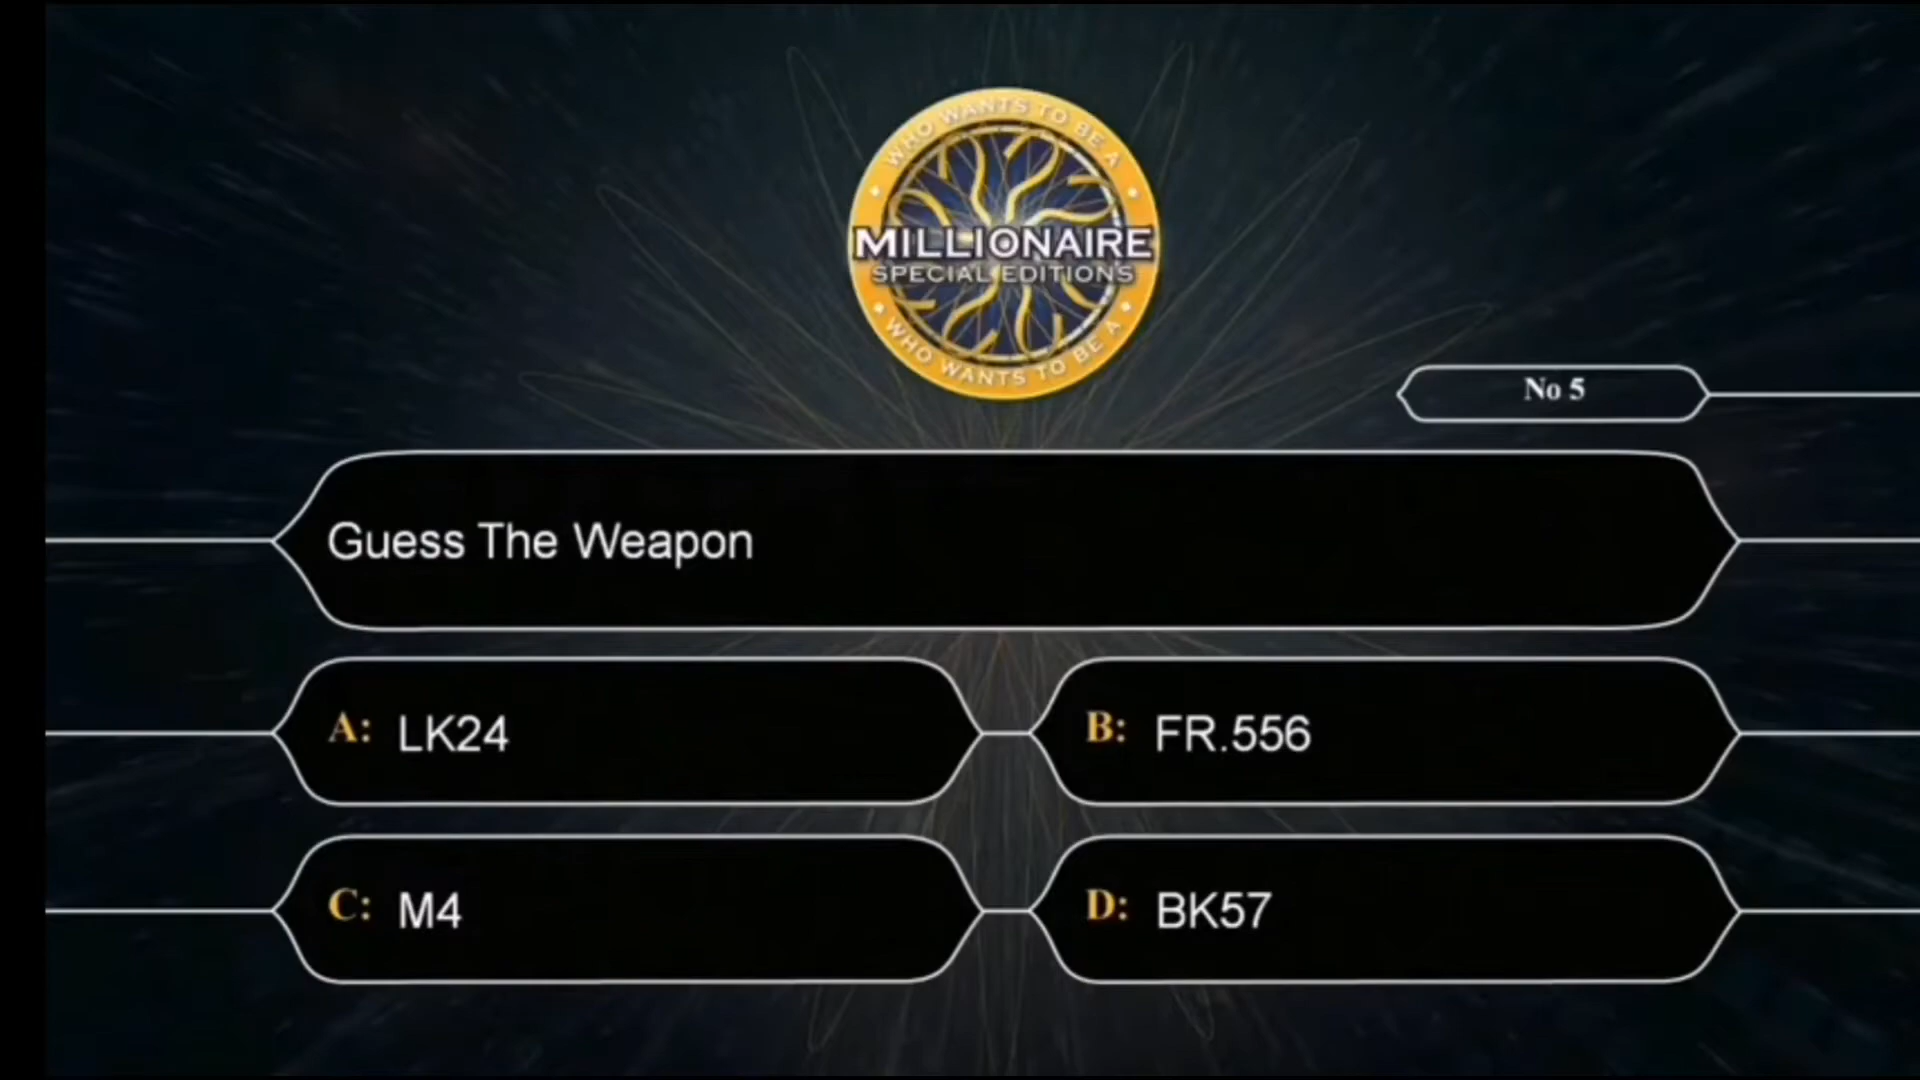 WHO WANTS TO BE A
MILLIONAIRE
SPECIAL EDITIONS
WHO WANTS TO BE A
No 5
Guess The Weapon
A: LK24
B: FR.556
C: M4
D: BK57